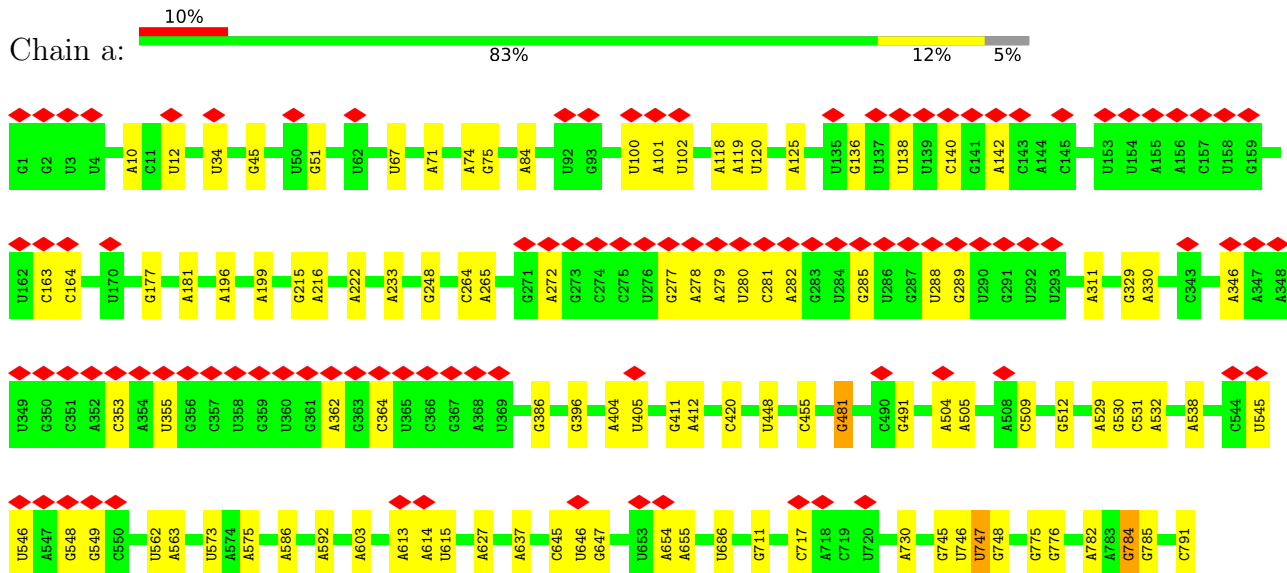 10%
Chain a:
83% 12% 5%
G1 G2 U3 U4 A10 C11 U12 U34 G45 U50 G51 U62 U67 A71 A74 G75 A84 U92 G93 U100 A101 U102 A118 A119 U120 A125 U135 G136 U137 U138 U139 C140 G141 A142 C143 A144 C145 U153 U154 A155 A156 C157 U158 G159
U162 C163 C164 U170 G177 A181 A196 A199 G215 A216 A222 A233 G248 C264 A265 G271 A272 G273 C274 C275 U276 G277 A278 A279 U280 C281 A282 G283 U284 G285 U286 G287 U288 G289 U290 G291 U292 U293 A311 G329 A330 C343 A346 A347 A348
U349 G350 C351 A352 C353 A354 U355 G356 C357 U358 G359 U360 G361 A362 G363 C364 U365 C366 G367 A368 U369 G386 G396 A404 U405 G411 A412 C420 U448 C455 G481 C490 G491 A504 A505 A508 C509 G512 A529 G530 C531 A532 A538 C544 U545
U546 A547 G548 G549 C550 U562 A563 U573 A574 A575 A586 A592 A603 A613 A614 U615 A627 A637 C645 U646 G647 U653 A654 A655 U686 G711 C717 A718 C719 U720 A730 G745 U746 U747 G748 G775 G776 A782 A783 G784 G785 C791